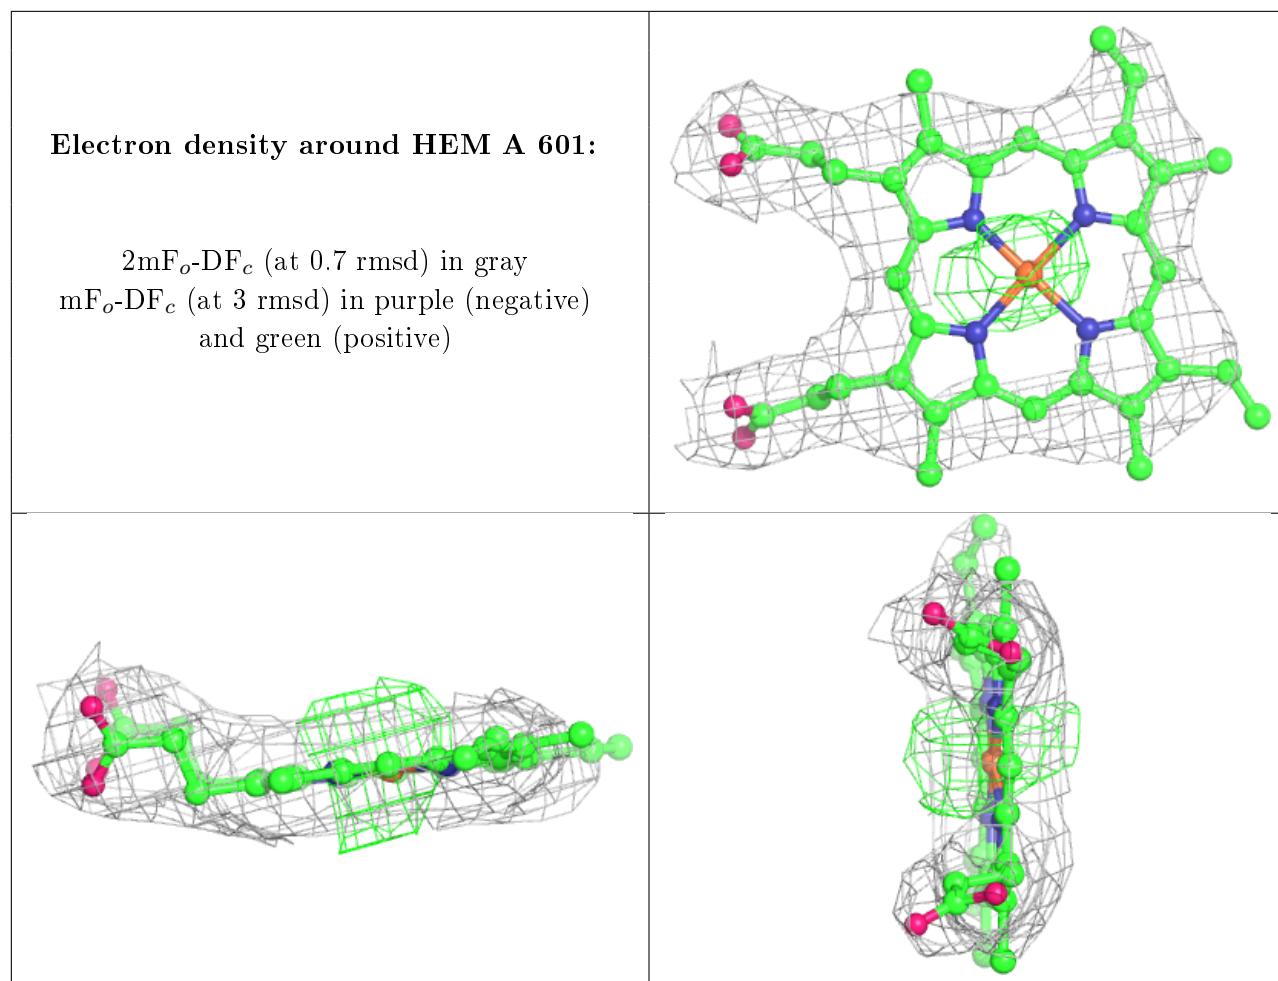 Electron density around HEM A 601:
2mFo-DFc (at 0.7 rmsd) in gray
mFo-DFc (at 3 rmsd) in purple (negative)
and green (positive)